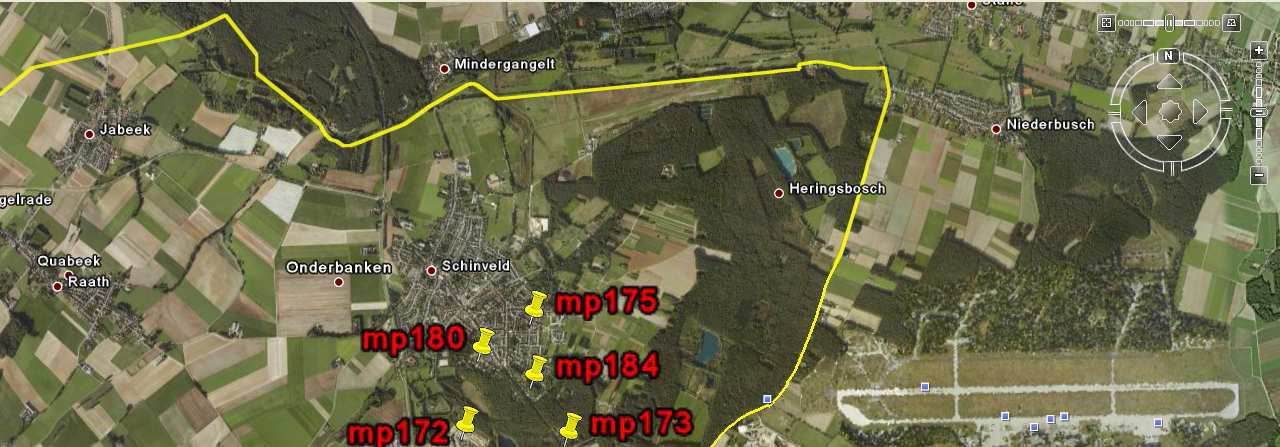 Mindergangelt
Jabeek
Niederbusch
Heringsbosch
gelrade
Quabeek
Raath
Onderbanken
Schinveld
mp175
mp180
mp184
mp172
mp173
N